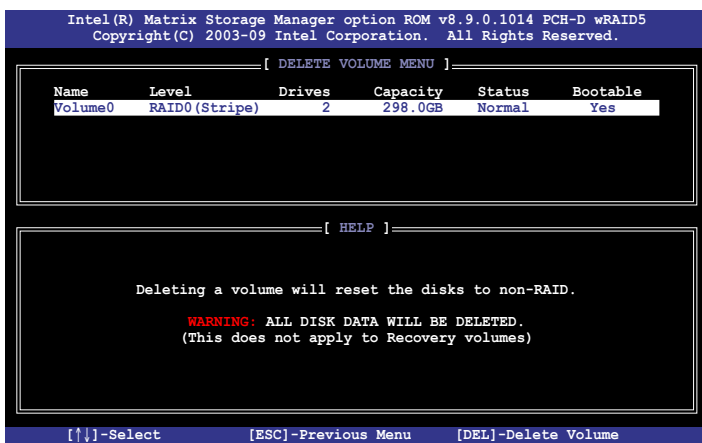 Intel(R) Matrix Storage Manager option ROM v8.9.0.1014 PCH-D wRAID5
Copyright(C) 2003-09 Intel Corporation. All Rights Reserved.
[ DELETE VOLUME MENU ]
Name Level Drives Capacity Status Bootable
Volume0 RAID0(Stripe) 2 298.0GB Normal Yes
[ HELP ]
Deleting a volume will reset the disks to non-RAID.
WARNING: ALL DISK DATA WILL BE DELETED.
(This does not apply to Recovery volumes)
[↑↓]-Select [ESC]-Previous Menu [DEL]-Delete Volume